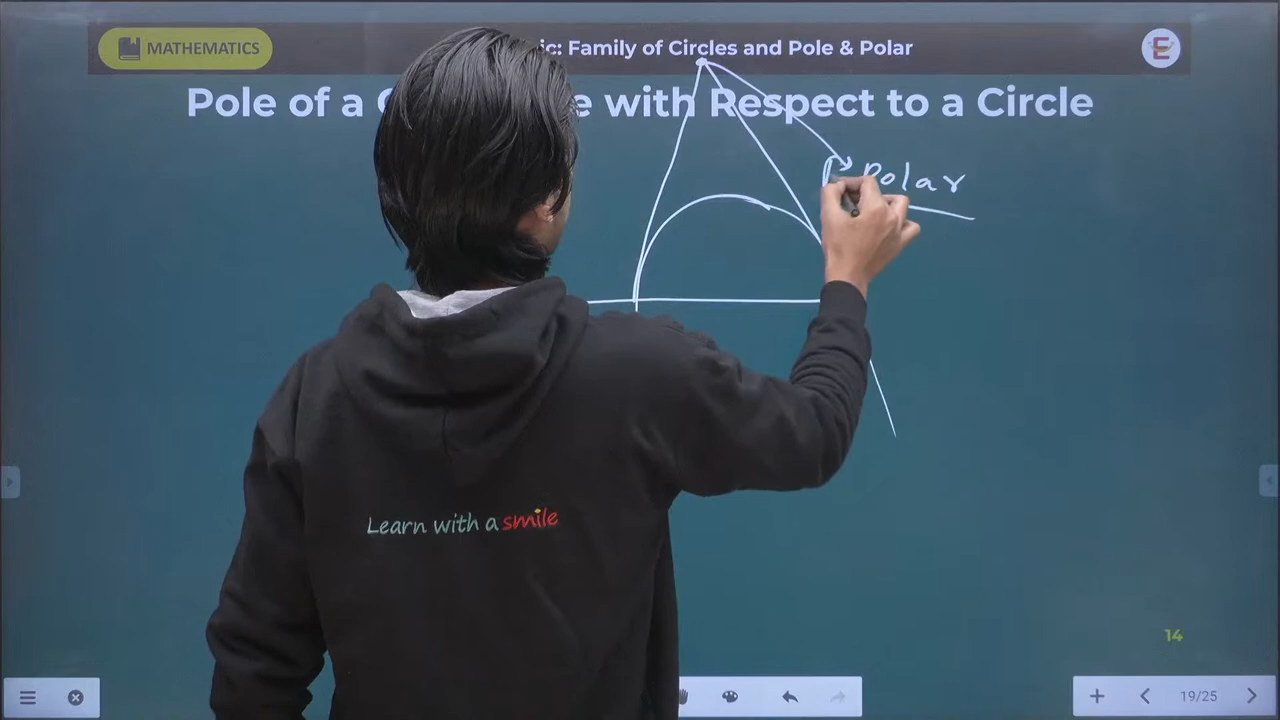 MATHEMATICS
ic: Family of Circles and Pole & Polar
E
Pole of a
e with Respect to a Circle
Polar
Learn with a smile
14
19/25